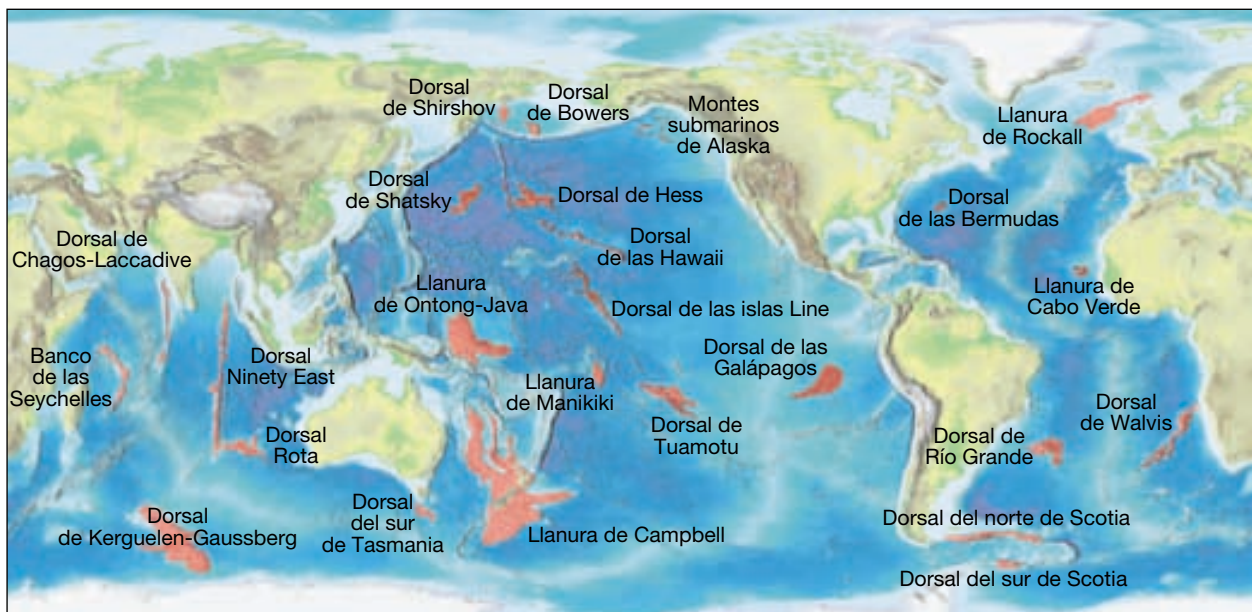 Dorsal
de Shirshov
Dorsal
de Bowers
Montes
submarinos
de Alaska
Llanura
de Rockall
Dorsal
de Shatsky
Dorsal de Hess
Dorsal
de las Bermudas
Dorsal de
Chagos-Laccadive
Dorsal
de las Hawaii
Llanura
de Ontong-Java
Llanura de
Cabo Verde
Dorsal de las islas Line
Banco
de las
Seychelles
Dorsal
Ninety East
Dorsal de las
Galápagos
Llanura
de Manikiki
Dorsal
de Walvis
Dorsal
Rota
Dorsal de
Tuamotu
Dorsal de
Río Grande
Dorsal
de Kerguelen-Gaussberg
Dorsal
del sur
de Tasmania
Llanura de Campbell
Dorsal del norte de Scotia
Dorsal del sur de Scotia